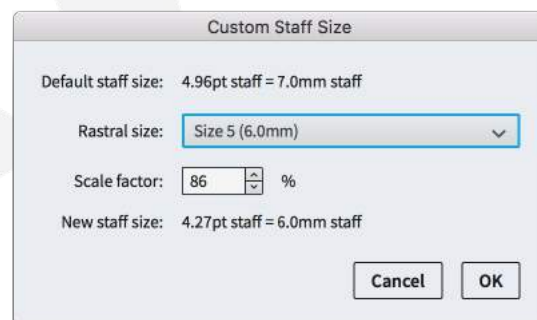 Custom Staff Size
Default staff size: 4.96pt staff = 7.0mm staff
Rastral size: Size 5 (6.0mm)
Scale factor: 86 %
New staff size: 4.27pt staff = 6.0mm staff
Cancel OK